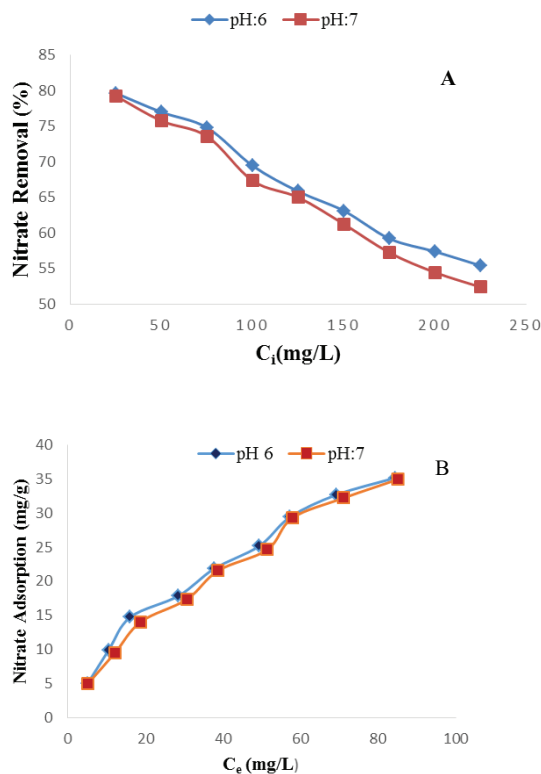 pH:6 pH:7
A
85
80
75
70
65
60
55
50
0 50 100 150 200 250
Nitrate Removal (%)
Ci(mg/L)
pH 6 pH:7
B
40
35
30
25
20
15
10
5
0
0 20 40 60 80 100
Nitrate Adsorption (mg/g)
Ce (mg/L)